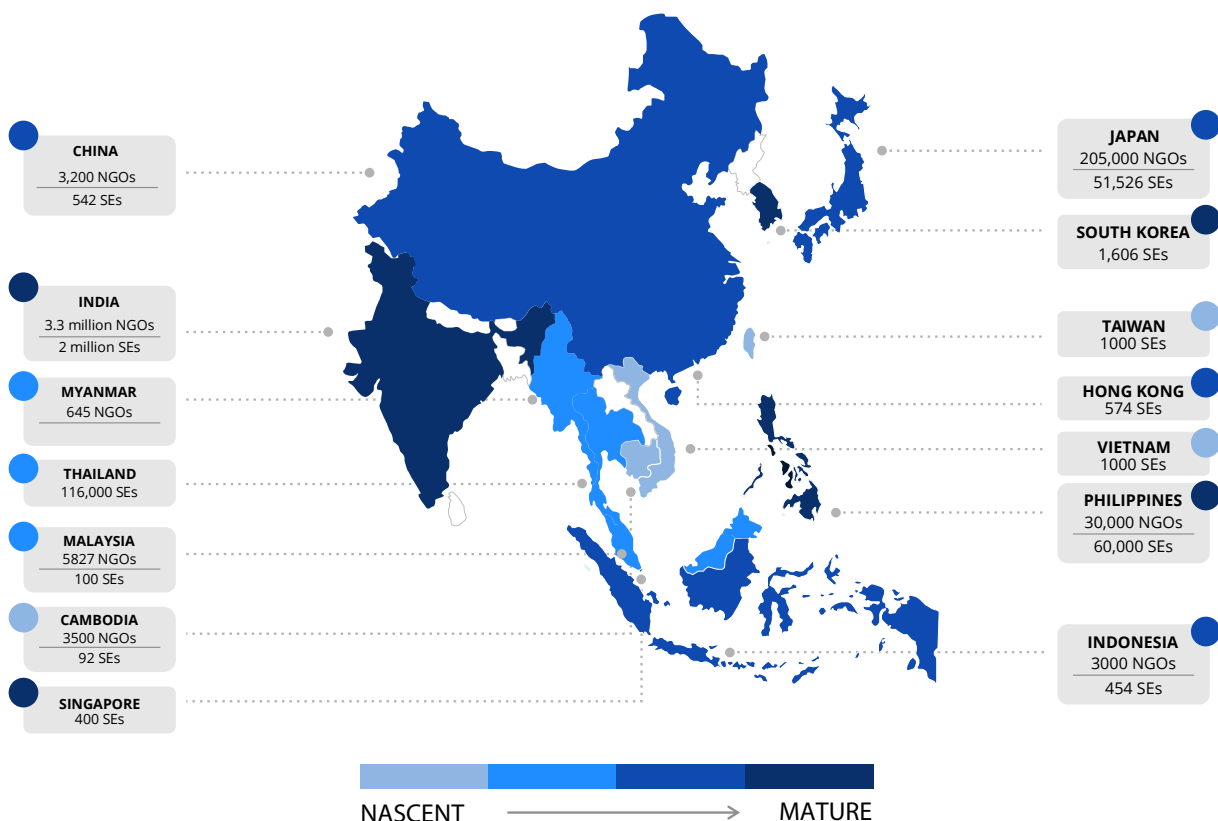 CHINA
3,200 NGOs
542 SEs
INDIA
3.3 million NGOs
2 million SEs
MYANMAR
645 NGOs
THAILAND
116,000 SEs
MALAYSIA
5827 NGOs
100 SEs
CAMBODIA
3500 NGOs
92 SEs
SINGAPORE
400 SEs
JAPAN
205,000 NGOs
51,526 SEs
SOUTH KOREA
1,606 SEs
TAIWAN
1000 SEs
HONG KONG
574 SEs
VIETNAM
1000 SEs
PHILIPPINES
30,000 NGOs
60,000 SEs
INDONESIA
3000 NGOs
454 SEs
NASCENT MATURE